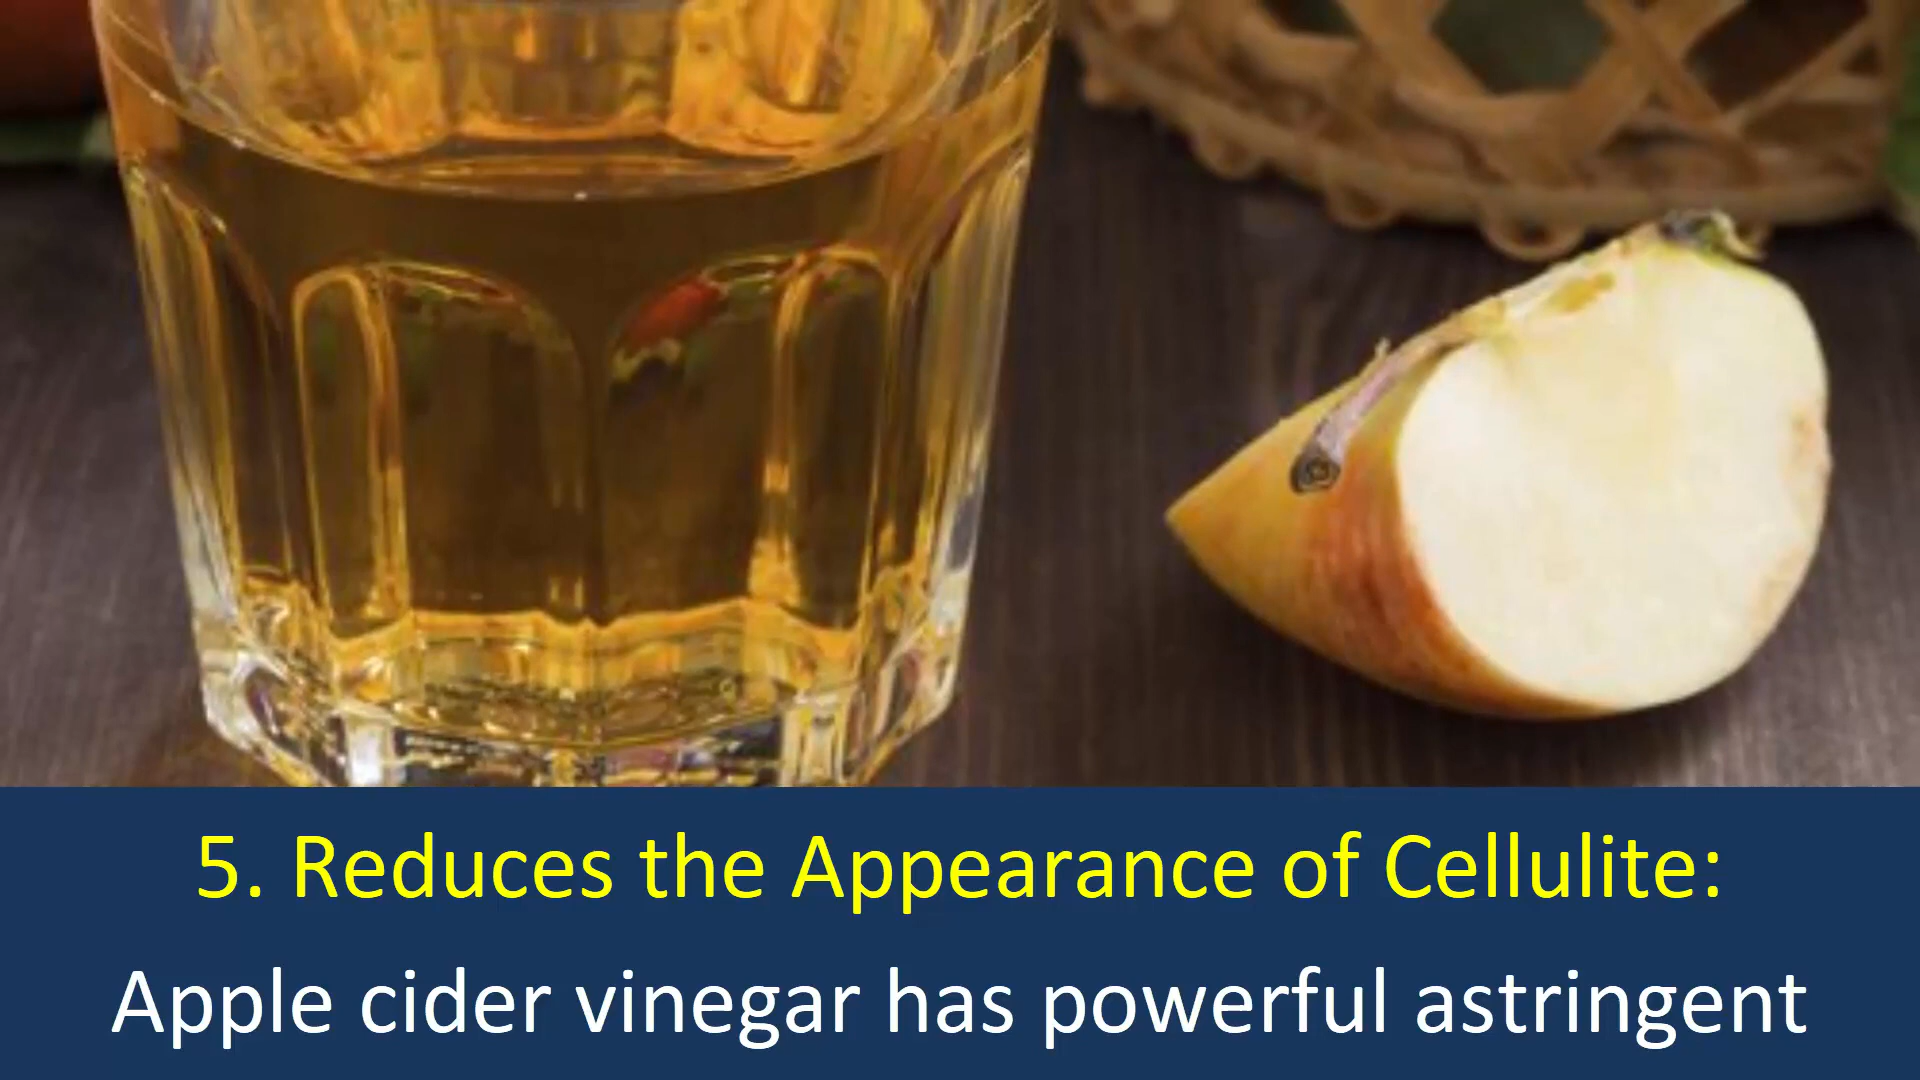 5. Reduces the Appearance of Cellulite:
Apple cider vinegar has powerful astringent